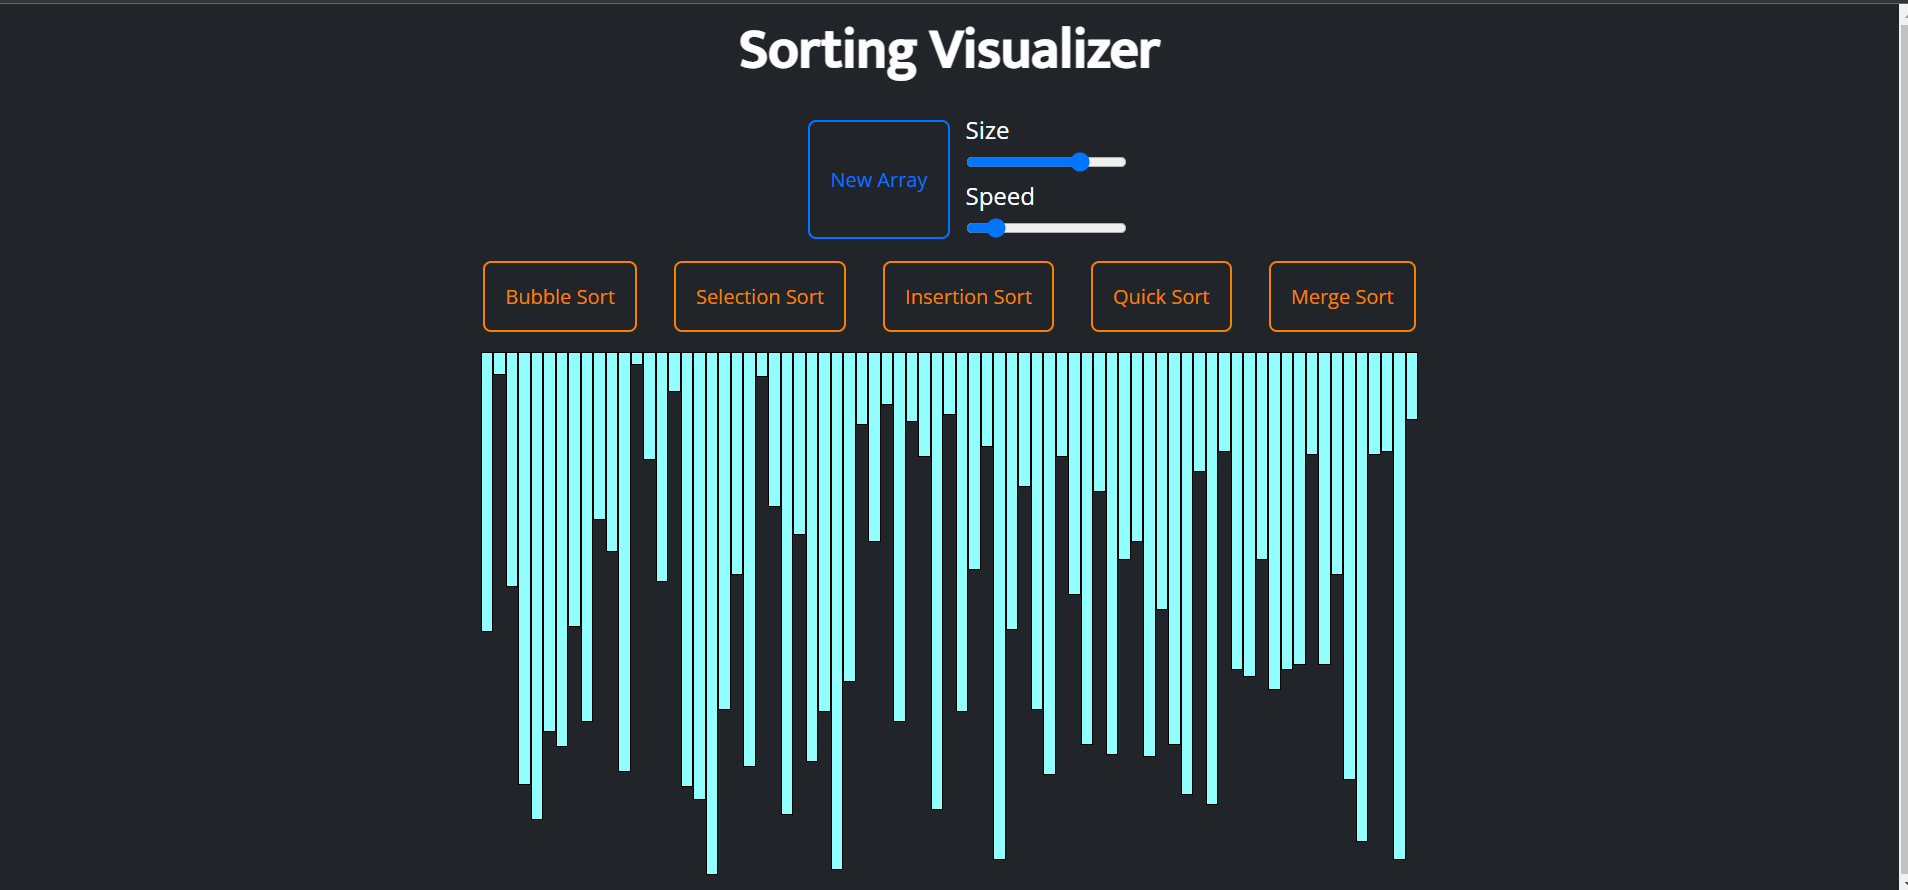 Sorting Visualizer
New Array
Size
Speed
Bubble Sort
Selection Sort
Insertion Sort
Quick Sort
Merge Sort